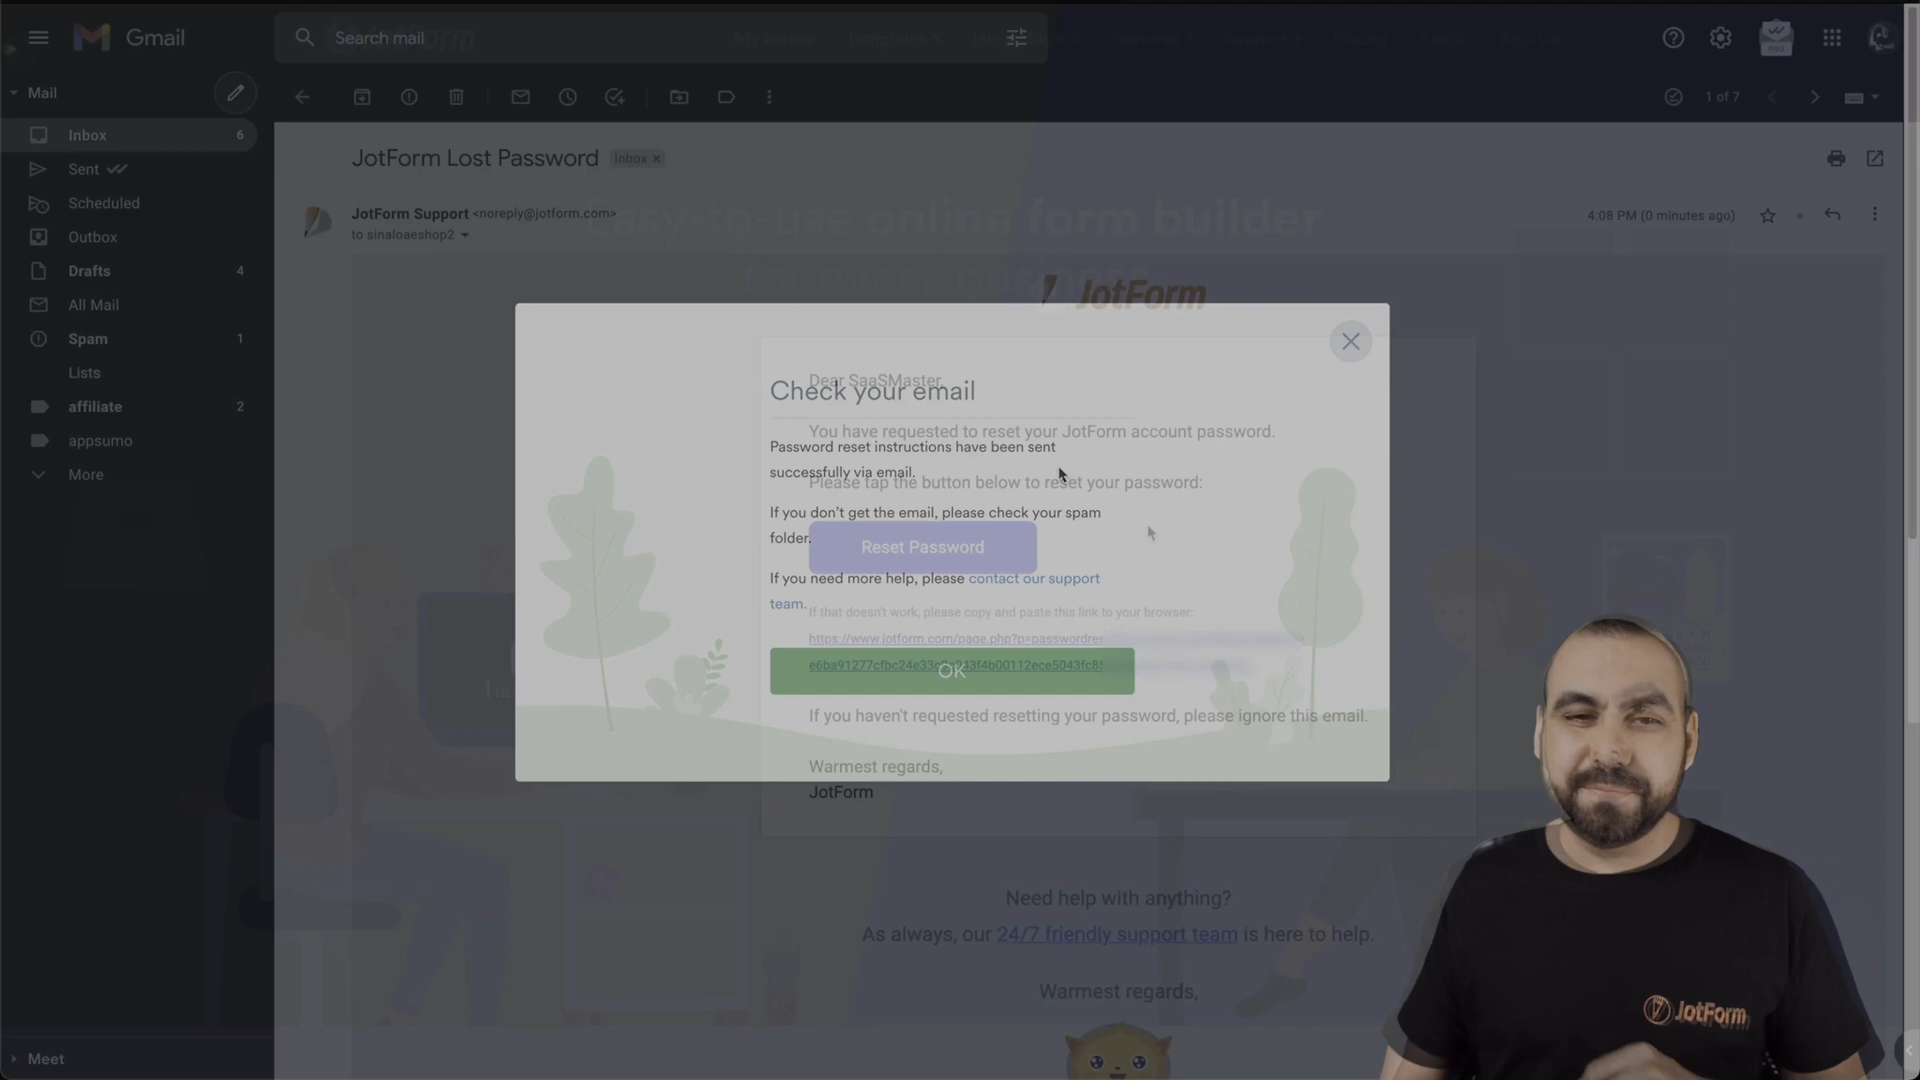 Gmail
Search mail
My Forms
Templates
Support
Mail
1 of 7
Inbox 6
JotForm Lost Password Inbox ×
Sent
Scheduled
JotForm Support <noreply@jotform.com>
4:08 PM (0 minutes ago)
to sinaloaeshop2
Easy-to-use online form builder
for every business
Outbox
Drafts 4
All Mail
JotForm
Spam 1
Lists
affiliate 2
appsumo
More
Dear SaaSMaster,
Check your email
You have requested to reset your JotForm account password.
Password reset instructions have been sent
successfully via email.
Please tap the button below to reset your password:
If you don’t get the email, please check your spam
folder.
Reset Password
If you need more help, please contact our support
team.
If that doesn't work, please copy and paste this link to your browser:
https://www.jotform.com/page.php?p=passwordres
OK
If you haven't requested resetting your password, please ignore this email.
Warmest regards,
JotForm
Need help with anything?
As always, our 24/7 friendly support team is here to help.
Warmest regards,
JotForm
Meet